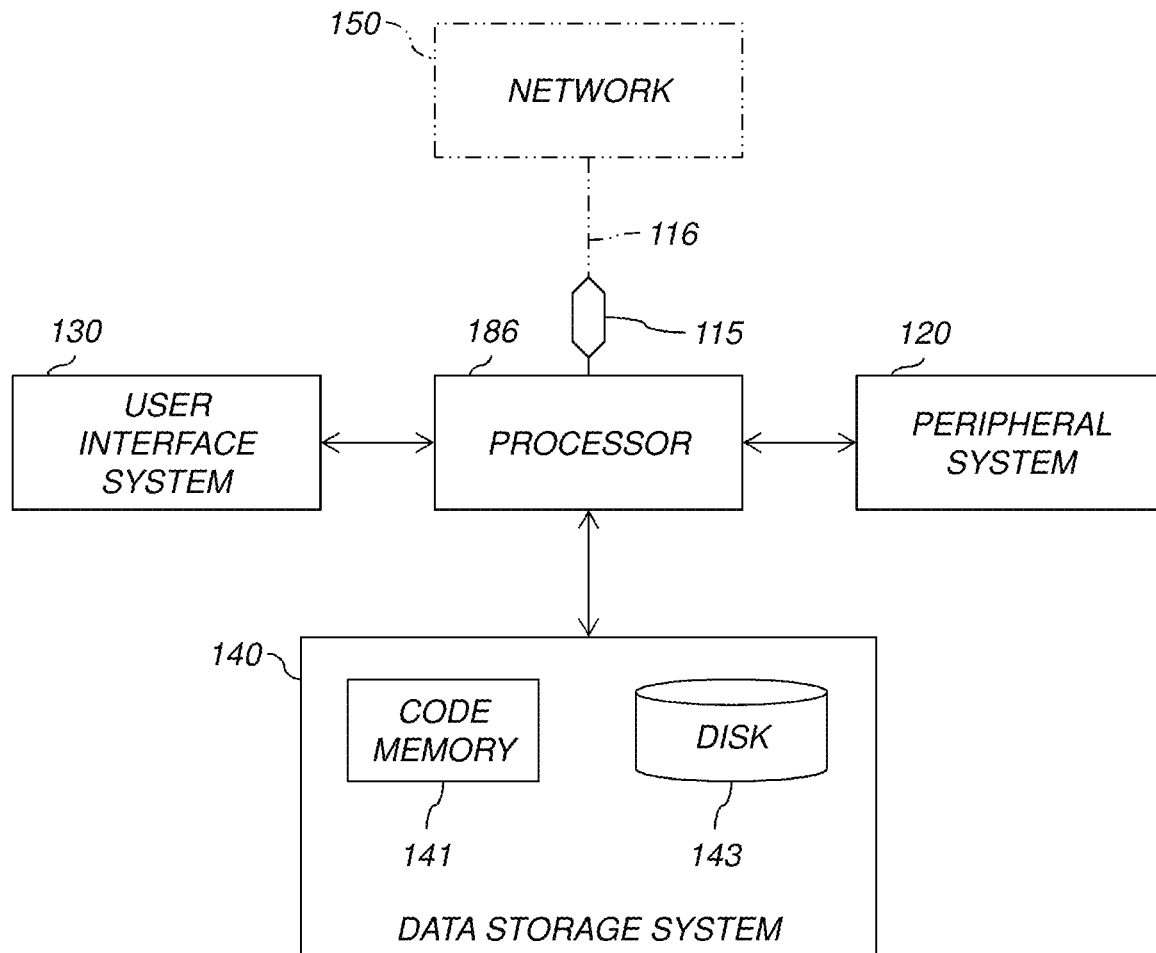 150
NETWORK
116
115
130
186
120
USER
INTERFACE
SYSTEM
PROCESSOR
PERIPHERAL
SYSTEM
140
CODE
MEMORY
DISK
141
143
DATA STORAGE SYSTEM